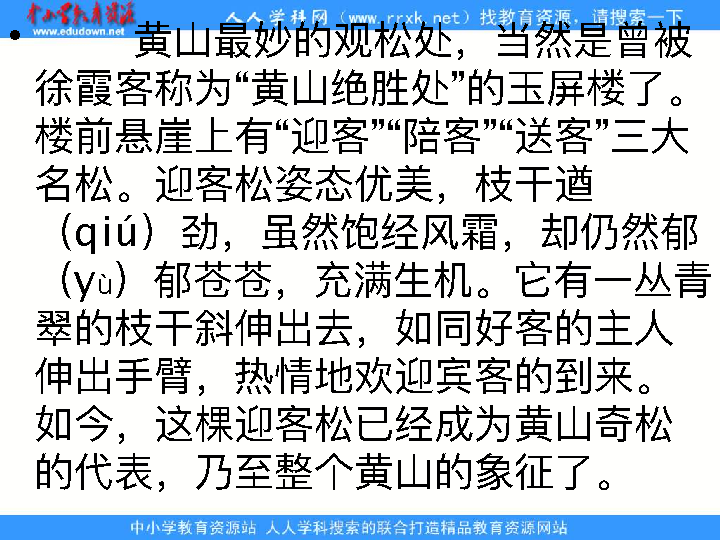 中小学教育资源站
www.edudown.net
人人学科网（www.rrxk.net）找教育资源，请搜索一下
• 黄山最妙的观松处，当然是曾被
徐霞客称为“黄山绝胜处”的玉屏楼了。
楼前悬崖上有“迎客”“陪客”“送客”三大
名松。迎客松姿态优美，枝干遒
（qiú）劲，虽然饱经风霜，却仍然郁
（yù）郁苍苍，充满生机。它有一丛青
翠的枝干斜伸出去，如同好客的主人
伸出手臂，热情地欢迎宾客的到来。
如今，这棵迎客松已经成为黄山奇松
的代表，乃至整个黄山的象征了。
中小学教育资源站 人人学科搜索的联合打造精品教育资源网站